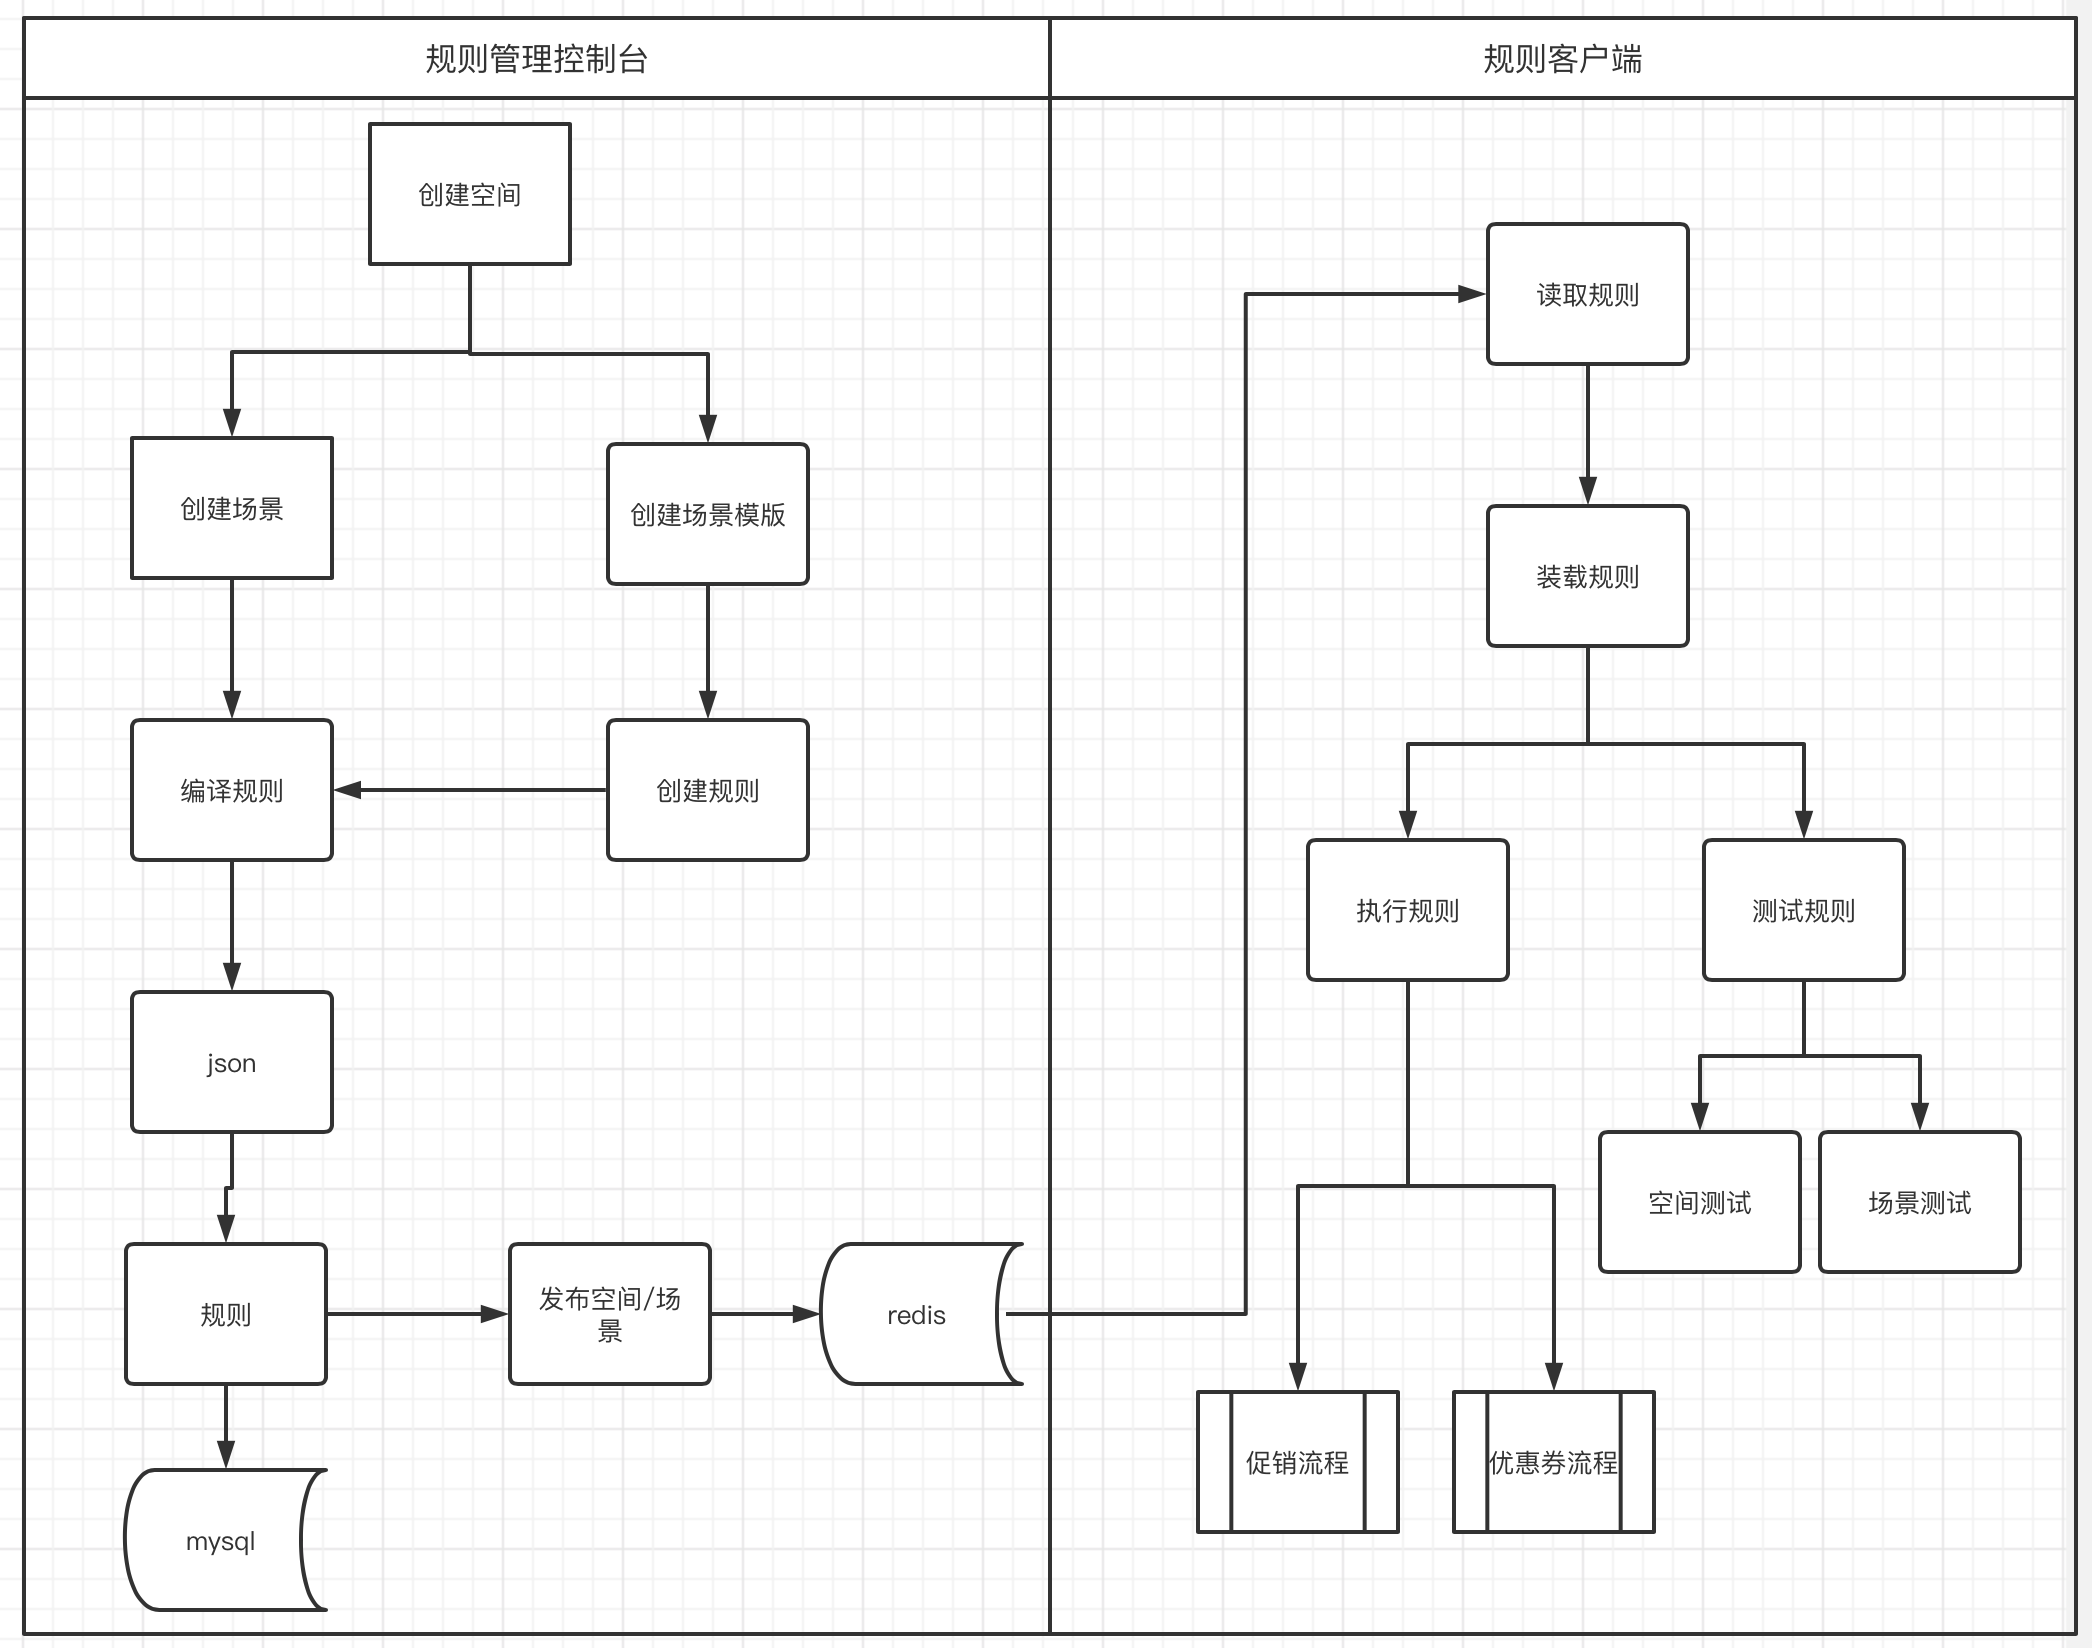 规则管理控制台
规则客户端
创建空间
创建场景
创建场景模版
编译规则
创建规则
json
规则
发布空间/场
景
redis
mysql
读取规则
装载规则
执行规则
测试规则
空间测试
场景测试
促销流程
优惠券流程